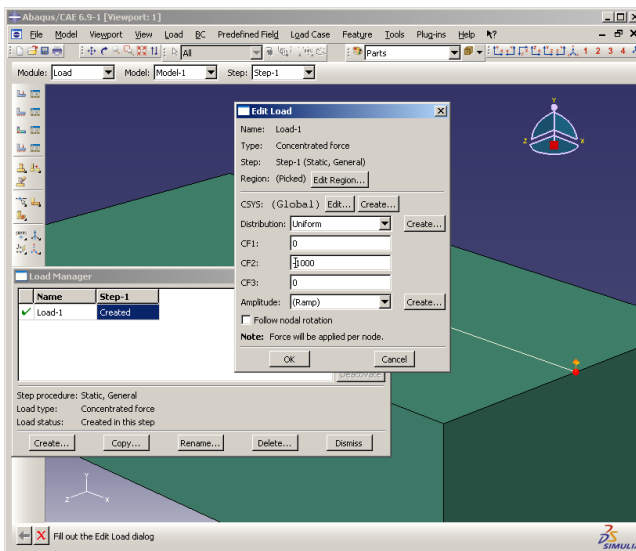 Abaqus/CAE 6.9-1 [Viewport: 1]
File Model Viewport View Load BC Predefined Field Load Case Feature Tools Plug-ins Help
All Parts 1 2 3 4
Module: Load Model: Model-1 Step: Step-1
Edit Load
Name: Load-1
Type: Concentrated force
Step: Step-1 (Static, General)
Region: (Picked) Edit Region...
CSYS: (Global) Edit... Create...
Distribution: Uniform Create...
CF1: 0
CF2: -1000
CF3: 0
Amplitude: (Ramp) Create...
Follow nodal rotation
Note: Force will be applied per node.
OK Cancel
Y
Z X
Load Manager
Name Step-1
Load-1 Created
Deactivate
Step procedure: Static, General
Load type: Concentrated force
Load status: Created in this step
Create... Copy... Rename... Delete... Dismiss
Y
Z X
Fill out the Edit Load dialog
SIMULIA